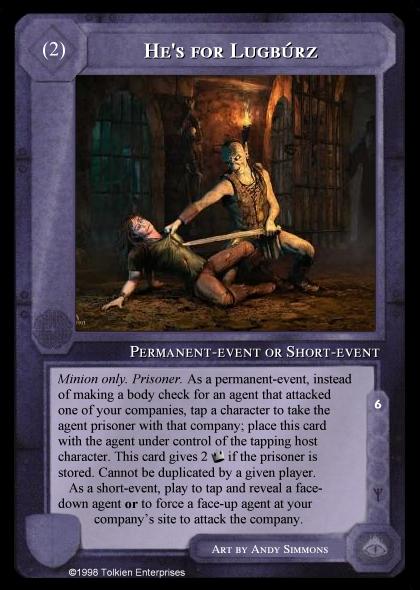 (2)
HE'S FOR LUGBÚRZ
PERMANENT-EVENT OR SHORT-EVENT
Minion only. Prisoner. As a permanent-event, instead
of making a body check for an agent that attacked
one of your companies, tap a character to take the
agent prisoner with that company; place this card
with the agent under control of the tapping host
character. This card gives 2 if the prisoner is
stored. Cannot be duplicated by a given player.
As a short-event, play to tap and reveal a face-
down agent or to force a face-up agent at your
company's site to attack the company.
6
ART BY ANDY SIMMONS
©1998 Tolkien Enterprises